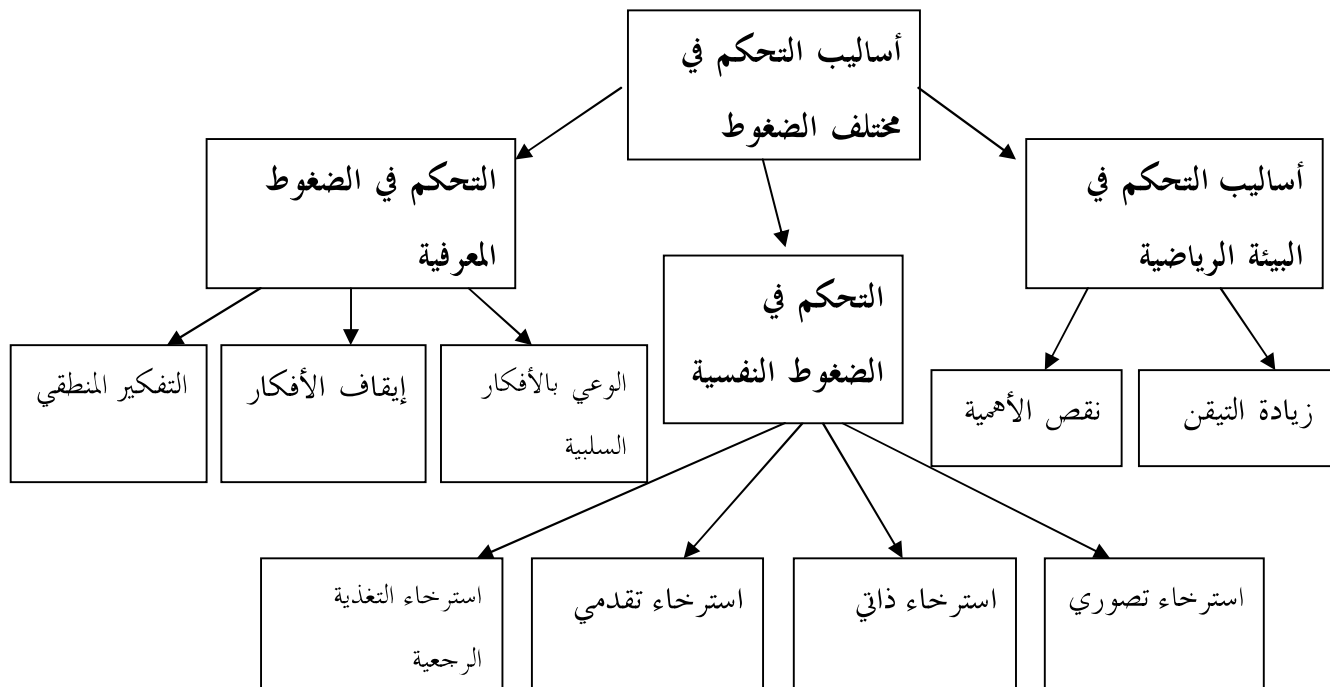 أساليب التحكم في
مختلف الضغوط
أساليب التحكم في
البيئة الرياضية
التحكم في
الضغوط النفسية
التحكم في الضغوط
المعرفية
زيادة التيقن
نقص الأهمية
الوعي بالأفكار
السلبية
إيقاف الأفكار
التفكير المنطقي
استرخاء تصوري
استرخاء ذاتي
استرخاء تقدمي
استرخاء التغذية
الرجعية